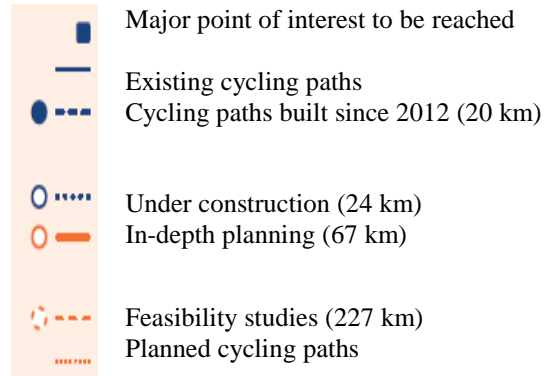 Major point of interest to be reached
Existing cycling paths
Cycling paths built since 2012 (20 km)
Under construction (24 km)
In-depth planning (67 km)
Feasibility studies (227 km)
Planned cycling paths